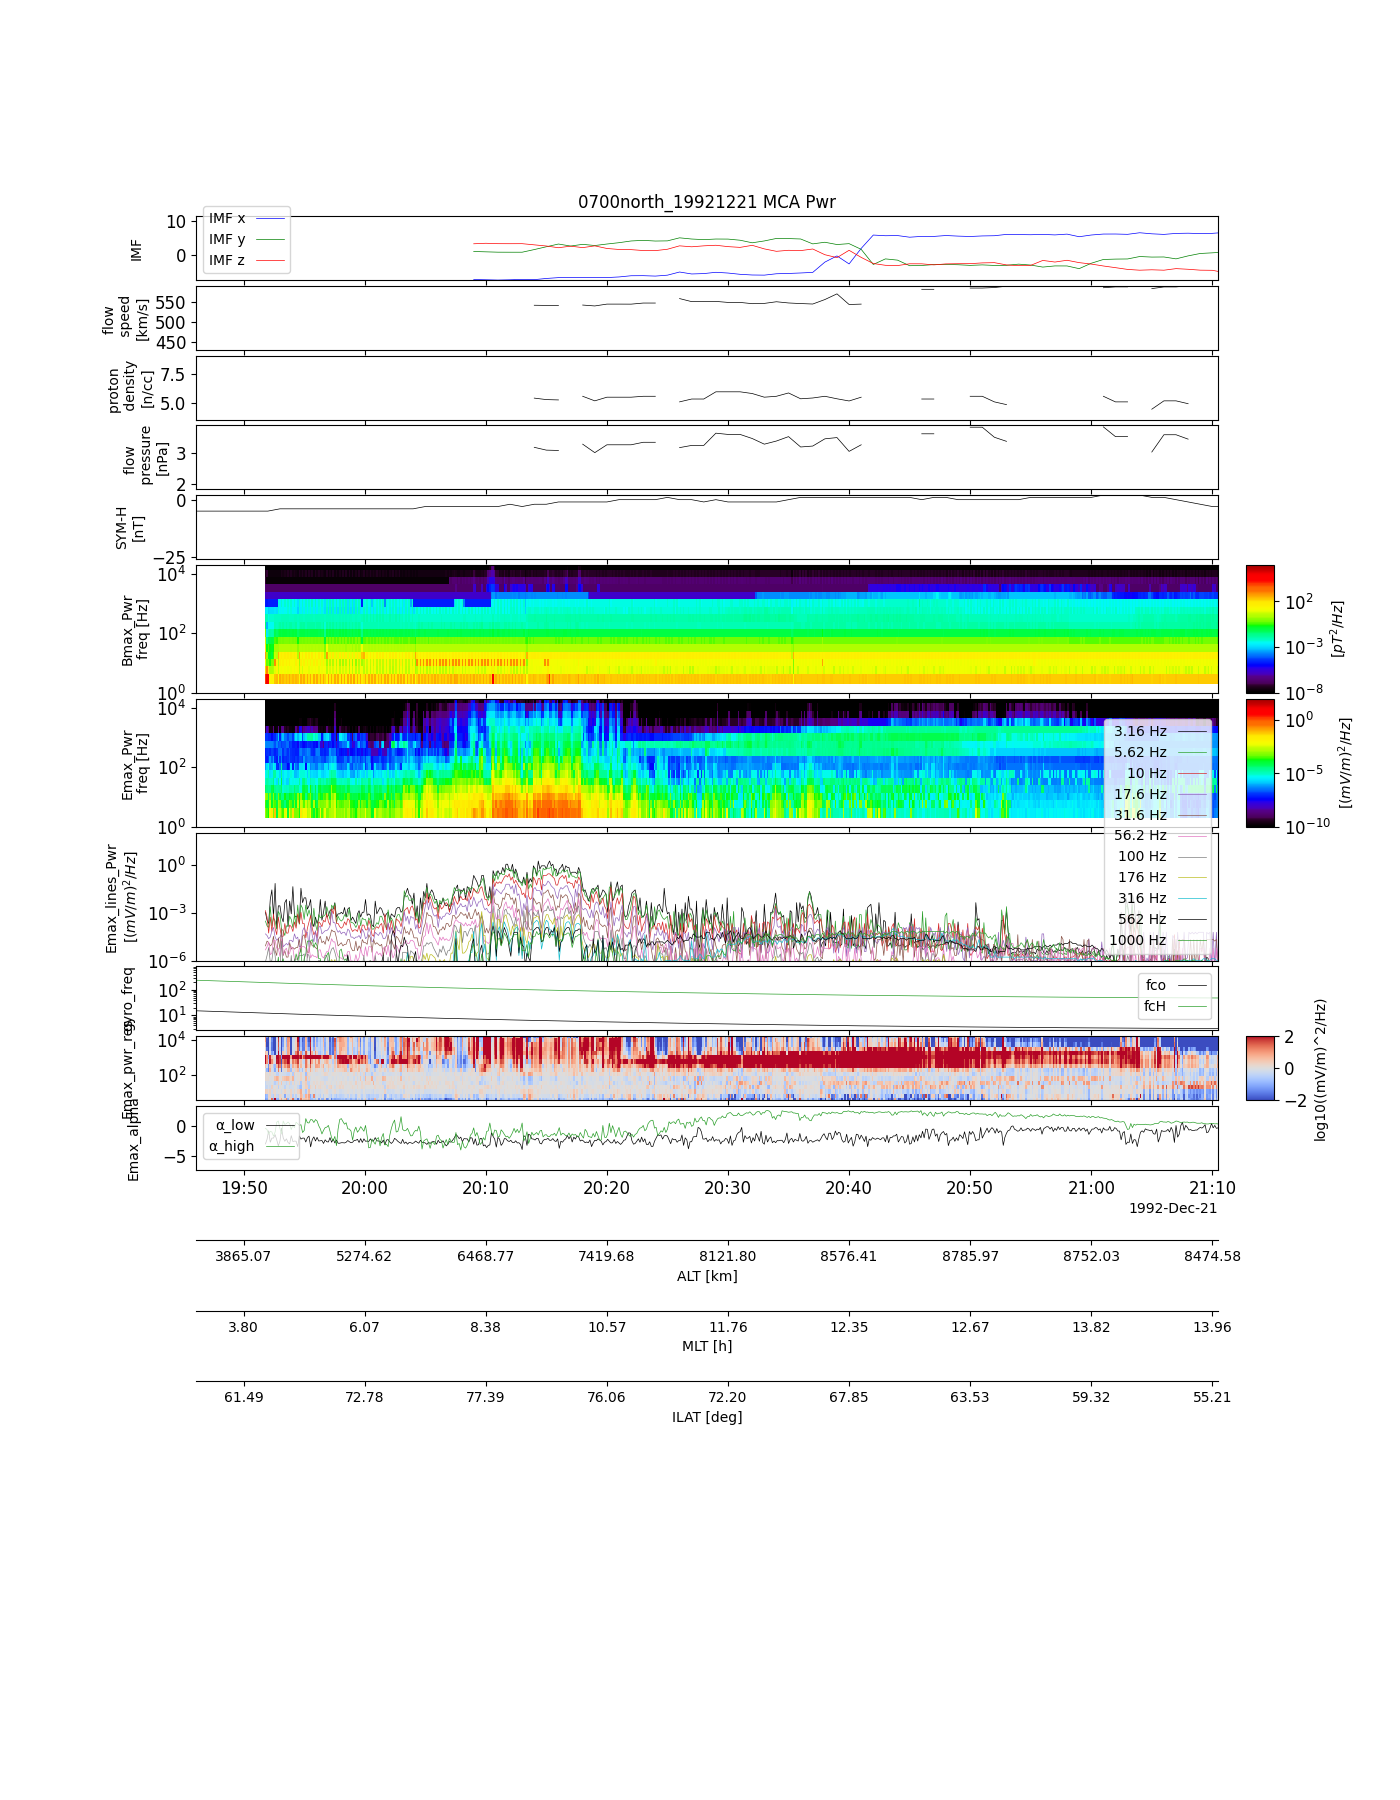 0700north_19921221 MCA Pwr
IMF
10
0
IMF x
IMF y
IMF z
flow
speed
[km/s]
550
500
450
proton
density
[n/cc]
7.5
5.0
flow
pressure
[nPa]
3
2
SYM-H
[nT]
0
−25
Bmax_Pwr
freq [Hz]
10^4
10^2
10^0
10^2
10^−3
10^−8
[pT^2/Hz]
Emax_Pwr
freq [Hz]
10^4
10^2
10^0
10^0
10^−5
10^−10
[(mV/m)^2/Hz]
Emax_lines_Pwr
[(mV/m)^2/Hz]
10^0
10^−3
10^−6
3.16 Hz
5.62 Hz
10 Hz
17.6 Hz
31.6 Hz
56.2 Hz
100 Hz
176 Hz
316 Hz
562 Hz
1000 Hz
gyro_freq
10^2
10^1
fco
fcH
Emax_pwr_res
10^4
10^2
2
0
−2
log10((mV/m)^2/Hz)
Emax_alpha
0
−5
α_low
α_high
19:50 20:00 20:10 20:20 20:30 20:40 20:50 21:00 21:10
1992-Dec-21
3865.07 5274.62 6468.77 7419.68 8121.80 8576.41 8785.97 8752.03 8474.58
ALT [km]
3.80 6.07 8.38 10.57 11.76 12.35 12.67 13.82 13.96
MLT [h]
61.49 72.78 77.39 76.06 72.20 67.85 63.53 59.32 55.21
ILAT [deg]